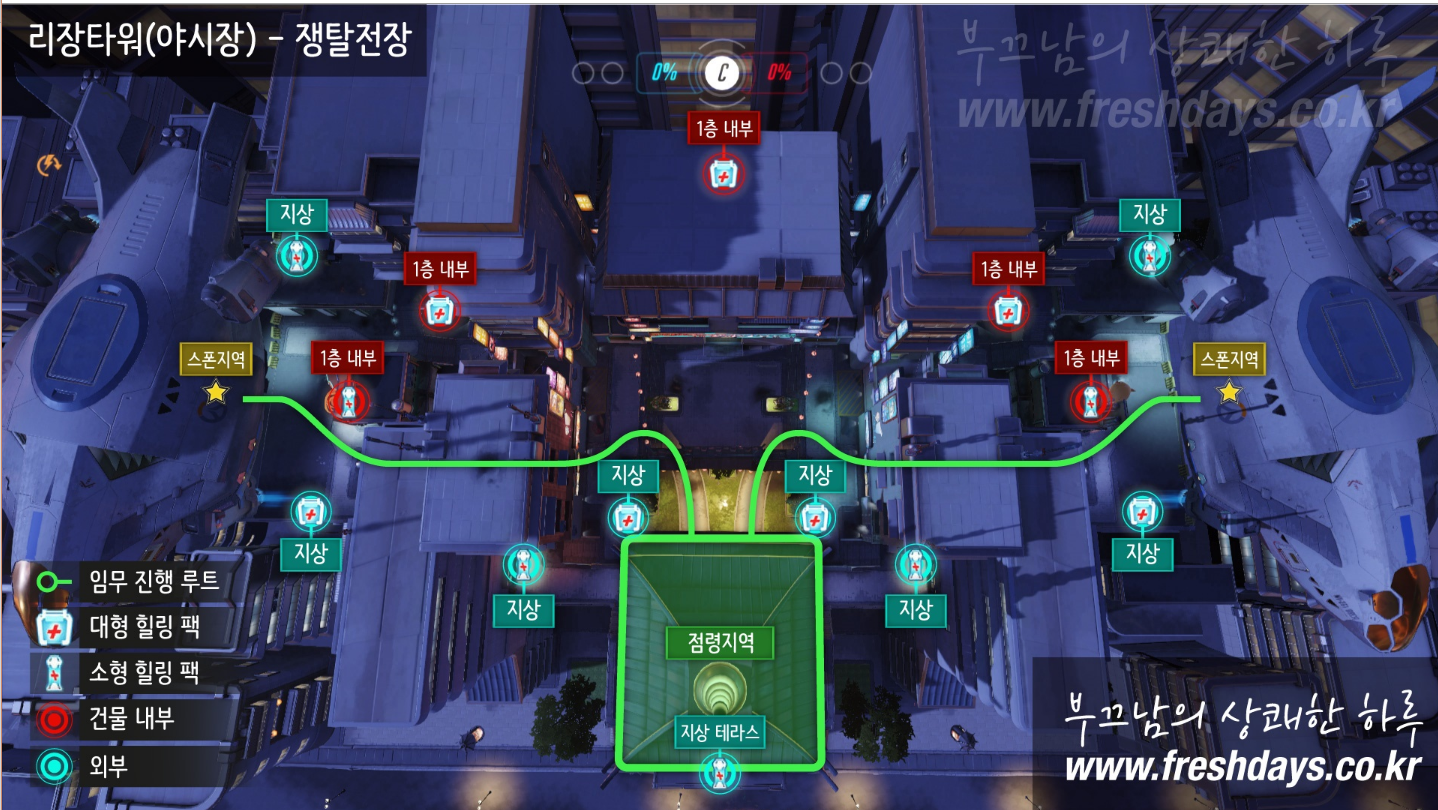 리장타워(야시장) - 쟁탈전장
부끄남의 상쾌한 하루
www.freshdays.co.kr
0% C 0%
1층 내부
지상
지상
1층 내부
1층 내부
스폰지역
1층 내부
1층 내부
스폰지역
지상
지상
지상
지상
지상
지상
점령지역
지상 테라스
임무 진행 루트
대형 힐링 팩
소형 힐링 팩
건물 내부
외부
부끄남의 상쾌한 하루
www.freshdays.co.kr